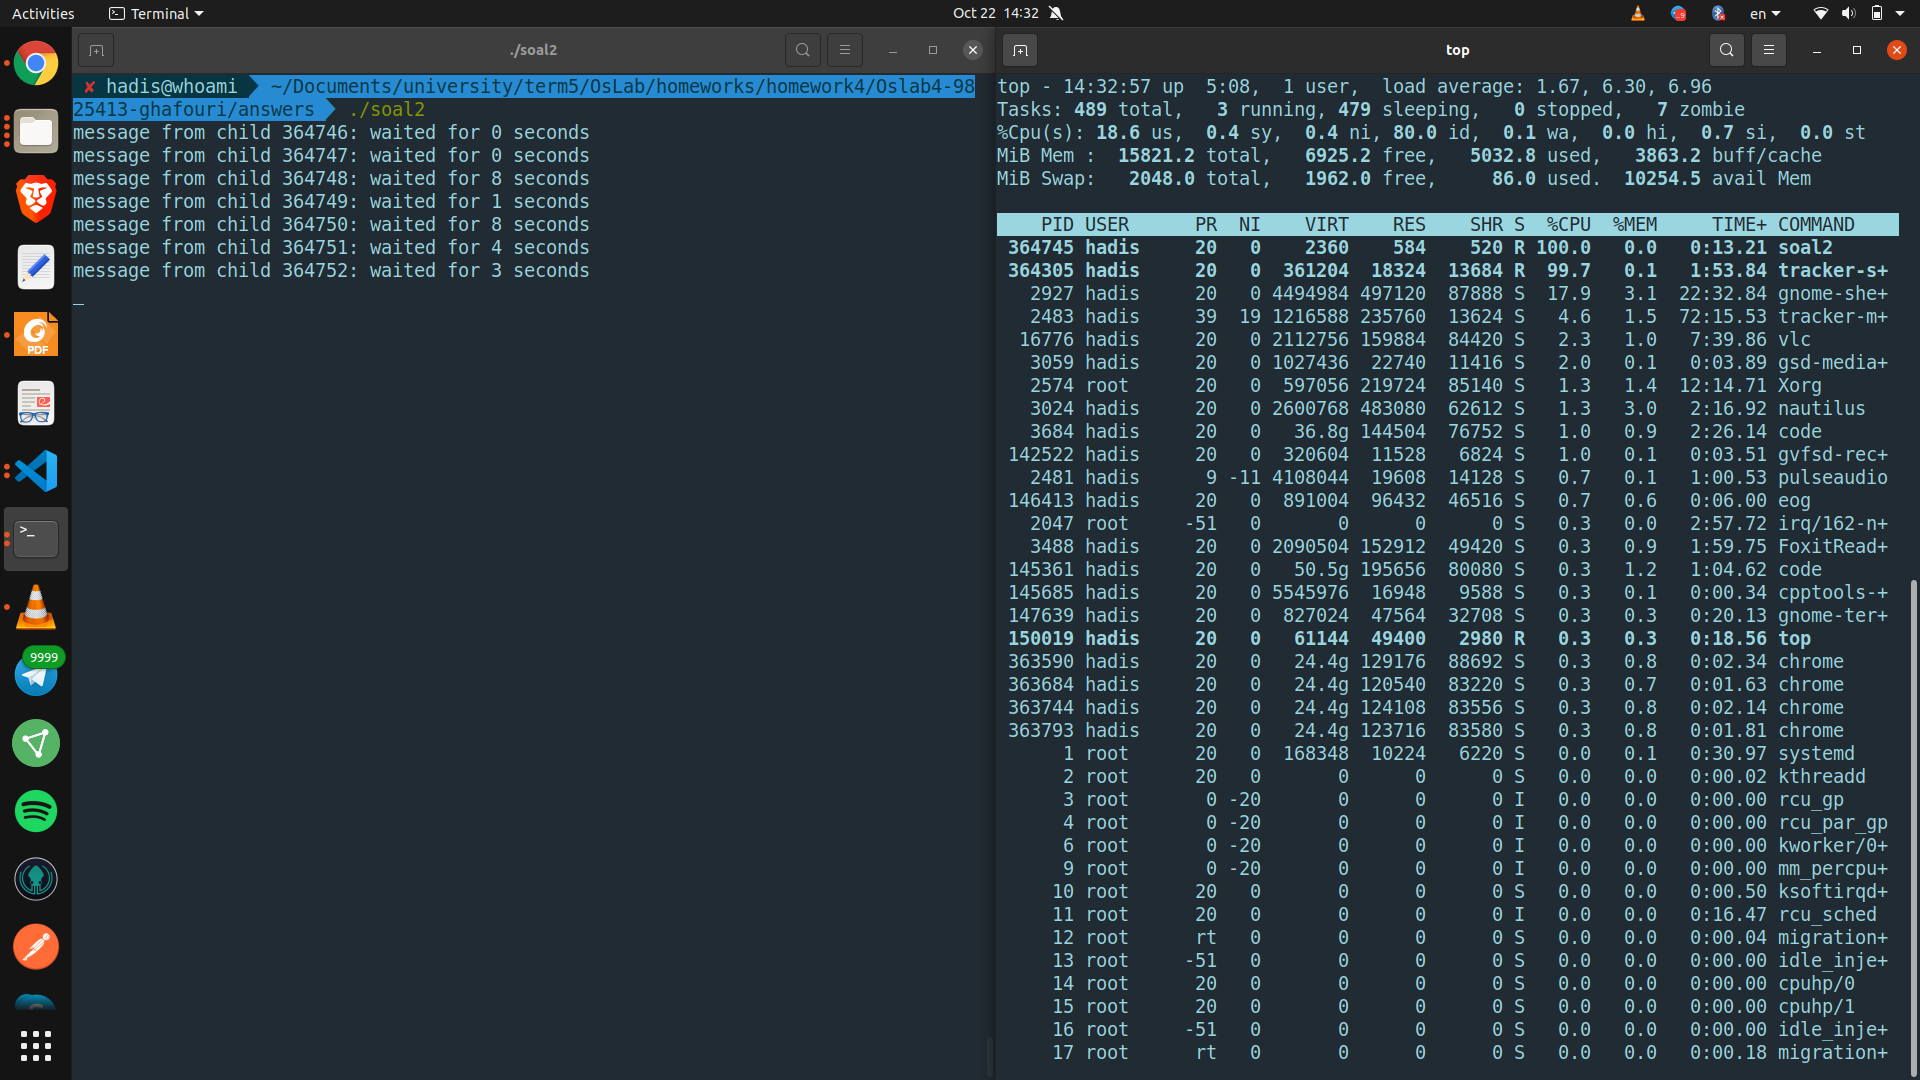 Activities
Terminal
Oct 22 14:32
en
./soal2
✘ hadis@whoami ~/Documents/university/term5/OsLab/homeworks/homework4/Oslab4-98
25413-ghafouri/answers ./soal2
message from child 364746: waited for 0 seconds
message from child 364747: waited for 0 seconds
message from child 364748: waited for 8 seconds
message from child 364749: waited for 1 seconds
message from child 364750: waited for 8 seconds
message from child 364751: waited for 4 seconds
message from child 364752: waited for 3 seconds
PDF
>_
9999
top
top - 14:32:57 up 5:08, 1 user, load average: 1.67, 6.30, 6.96
Tasks: 489 total, 3 running, 479 sleeping, 0 stopped, 7 zombie
%Cpu(s): 18.6 us, 0.4 sy, 0.4 ni, 80.0 id, 0.1 wa, 0.0 hi, 0.7 si, 0.0 st
MiB Mem : 15821.2 total, 6925.2 free, 5032.8 used, 3863.2 buff/cache
MiB Swap: 2048.0 total, 1962.0 free, 86.0 used. 10254.5 avail Mem
PID USER PR NI VIRT RES SHR S %CPU %MEM TIME+ COMMAND
364745 hadis 20 0 2360 584 520 R 100.0 0.0 0:13.21 soal2
364305 hadis 20 0 361204 18324 13684 R 99.7 0.1 1:53.84 tracker-s+
2927 hadis 20 0 4494984 497120 87888 S 17.9 3.1 22:32.84 gnome-she+
2483 hadis 39 19 1216588 235760 13624 S 4.6 1.5 72:15.53 tracker-m+
16776 hadis 20 0 2112756 159884 84420 S 2.3 1.0 7:39.86 vlc
3059 hadis 20 0 1027436 22740 11416 S 2.0 0.1 0:03.89 gsd-media+
2574 root 20 0 597056 219724 85140 S 1.3 1.4 12:14.71 Xorg
3024 hadis 20 0 2600768 483080 62612 S 1.3 3.0 2:16.92 nautilus
3684 hadis 20 0 36.8g 144504 76752 S 1.0 0.9 2:26.14 code
142522 hadis 20 0 320604 11528 6824 S 1.0 0.1 0:03.51 gvfsd-rec+
2481 hadis 9 -11 4108044 19608 14128 S 0.7 0.1 1:00.53 pulseaudio
146413 hadis 20 0 891004 96432 46516 S 0.7 0.6 0:06.00 eog
2047 root -51 0 0 0 0 S 0.3 0.0 2:57.72 irq/162-n+
3488 hadis 20 0 2090504 152912 49420 S 0.3 0.9 1:59.75 FoxitRead+
145361 hadis 20 0 50.5g 195656 80080 S 0.3 1.2 1:04.62 code
145685 hadis 20 0 5545976 16948 9588 S 0.3 0.1 0:00.34 cpptools-+
147639 hadis 20 0 827024 47564 32708 S 0.3 0.3 0:20.13 gnome-ter+
150019 hadis 20 0 61144 49400 2980 R 0.3 0.3 0:18.56 top
363590 hadis 20 0 24.4g 129176 88692 S 0.3 0.8 0:02.34 chrome
363684 hadis 20 0 24.4g 120540 83220 S 0.3 0.7 0:01.63 chrome
363744 hadis 20 0 24.4g 124108 83556 S 0.3 0.8 0:02.14 chrome
363793 hadis 20 0 24.4g 123716 83580 S 0.3 0.8 0:01.81 chrome
1 root 20 0 168348 10224 6220 S 0.0 0.1 0:30.97 systemd
2 root 20 0 0 0 0 S 0.0 0.0 0:00.02 kthreadd
3 root 0 -20 0 0 0 I 0.0 0.0 0:00.00 rcu_gp
4 root 0 -20 0 0 0 I 0.0 0.0 0:00.00 rcu_par_gp
6 root 0 -20 0 0 0 I 0.0 0.0 0:00.00 kworker/0+
9 root 0 -20 0 0 0 I 0.0 0.0 0:00.00 mm_percpu+
10 root 20 0 0 0 0 S 0.0 0.0 0:00.50 ksoftirqd+
11 root 20 0 0 0 0 I 0.0 0.0 0:16.47 rcu_sched
12 root rt 0 0 0 0 S 0.0 0.0 0:00.04 migration+
13 root -51 0 0 0 0 S 0.0 0.0 0:00.00 idle_inje+
14 root 20 0 0 0 0 S 0.0 0.0 0:00.00 cpuhp/0
15 root 20 0 0 0 0 S 0.0 0.0 0:00.00 cpuhp/1
16 root -51 0 0 0 0 S 0.0 0.0 0:00.00 idle_inje+
17 root rt 0 0 0 0 S 0.0 0.0 0:00.18 migration+